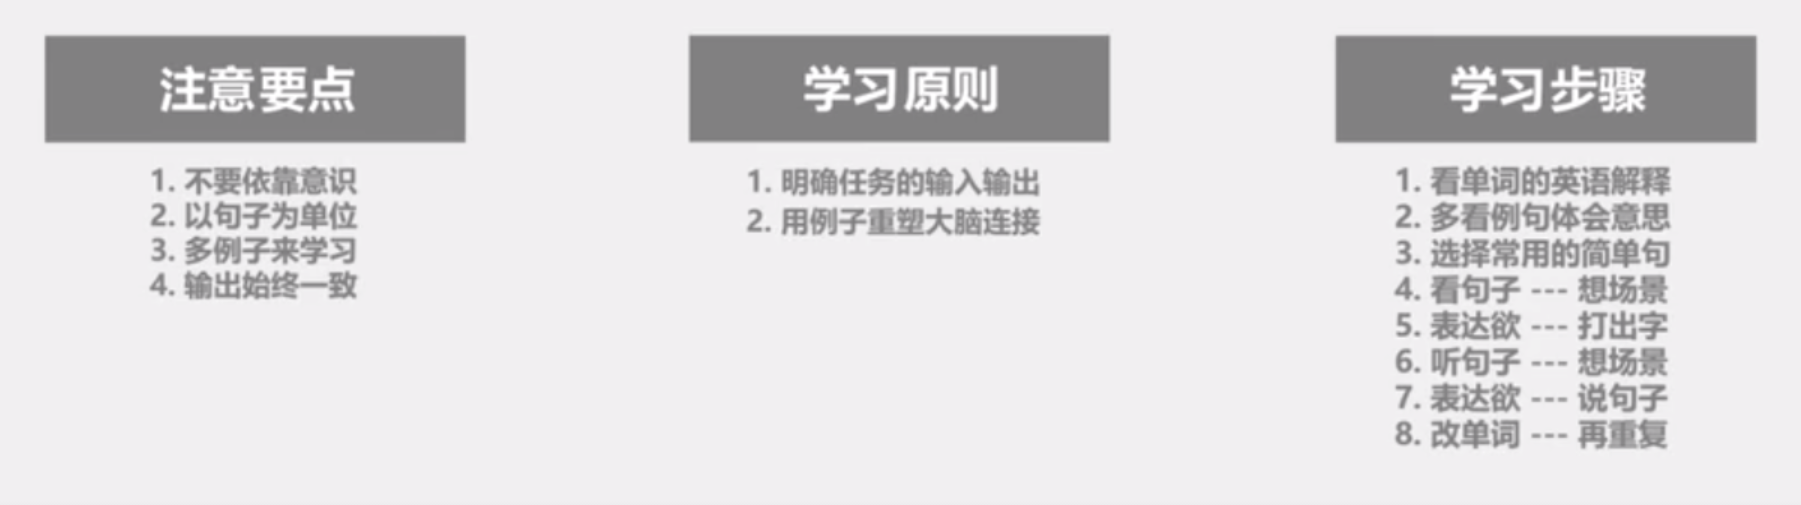 注意要点
1. 不要依靠意识
2. 以句子为单位
3. 多例子来学习
4. 输出始终一致
学习原则
1. 明确任务的输入输出
2. 用例子重塑大脑连接
学习步骤
1. 看单词的英语解释
2. 多看例句体会意思
3. 选择常用的简单句
4. 看句子 --- 想场景
5. 表达欲 --- 打出字
6. 听句子 --- 想场景
7. 表达欲 --- 说句子
8. 改单词 --- 再重复